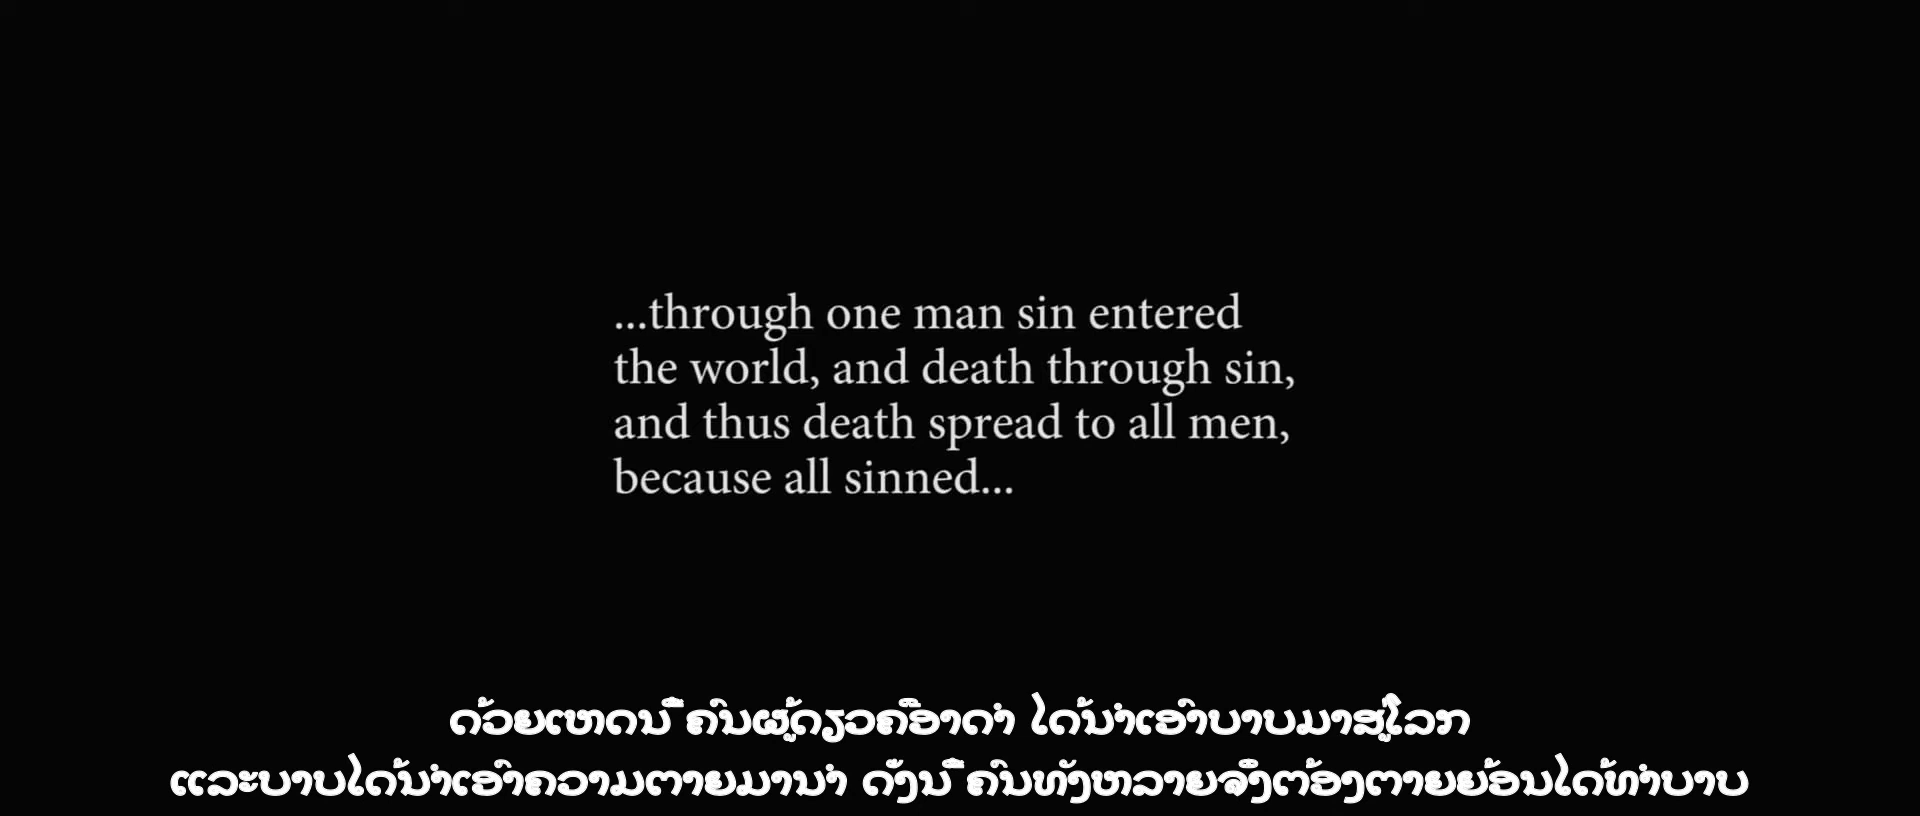 ...through one man sin entered
the world, and death through sin,
and thus death spread to all men,
because all sinned...
ດ້ວຍເຫດນີ້ ຄົນຜູ້ດຽວຄືອາດຳ ໄດ້ນຳເອົາບາບມາສູ່ໂລກ
ແລະບາບໄດ້ນຳເອົາຄວາມຕາຍມານຳ ດັ່ງນີ້ ຄົນທັງຫລາຍຈຶ່ງຕ້ອງຕາຍຍ້ອນໄດ້ທຳບາບ